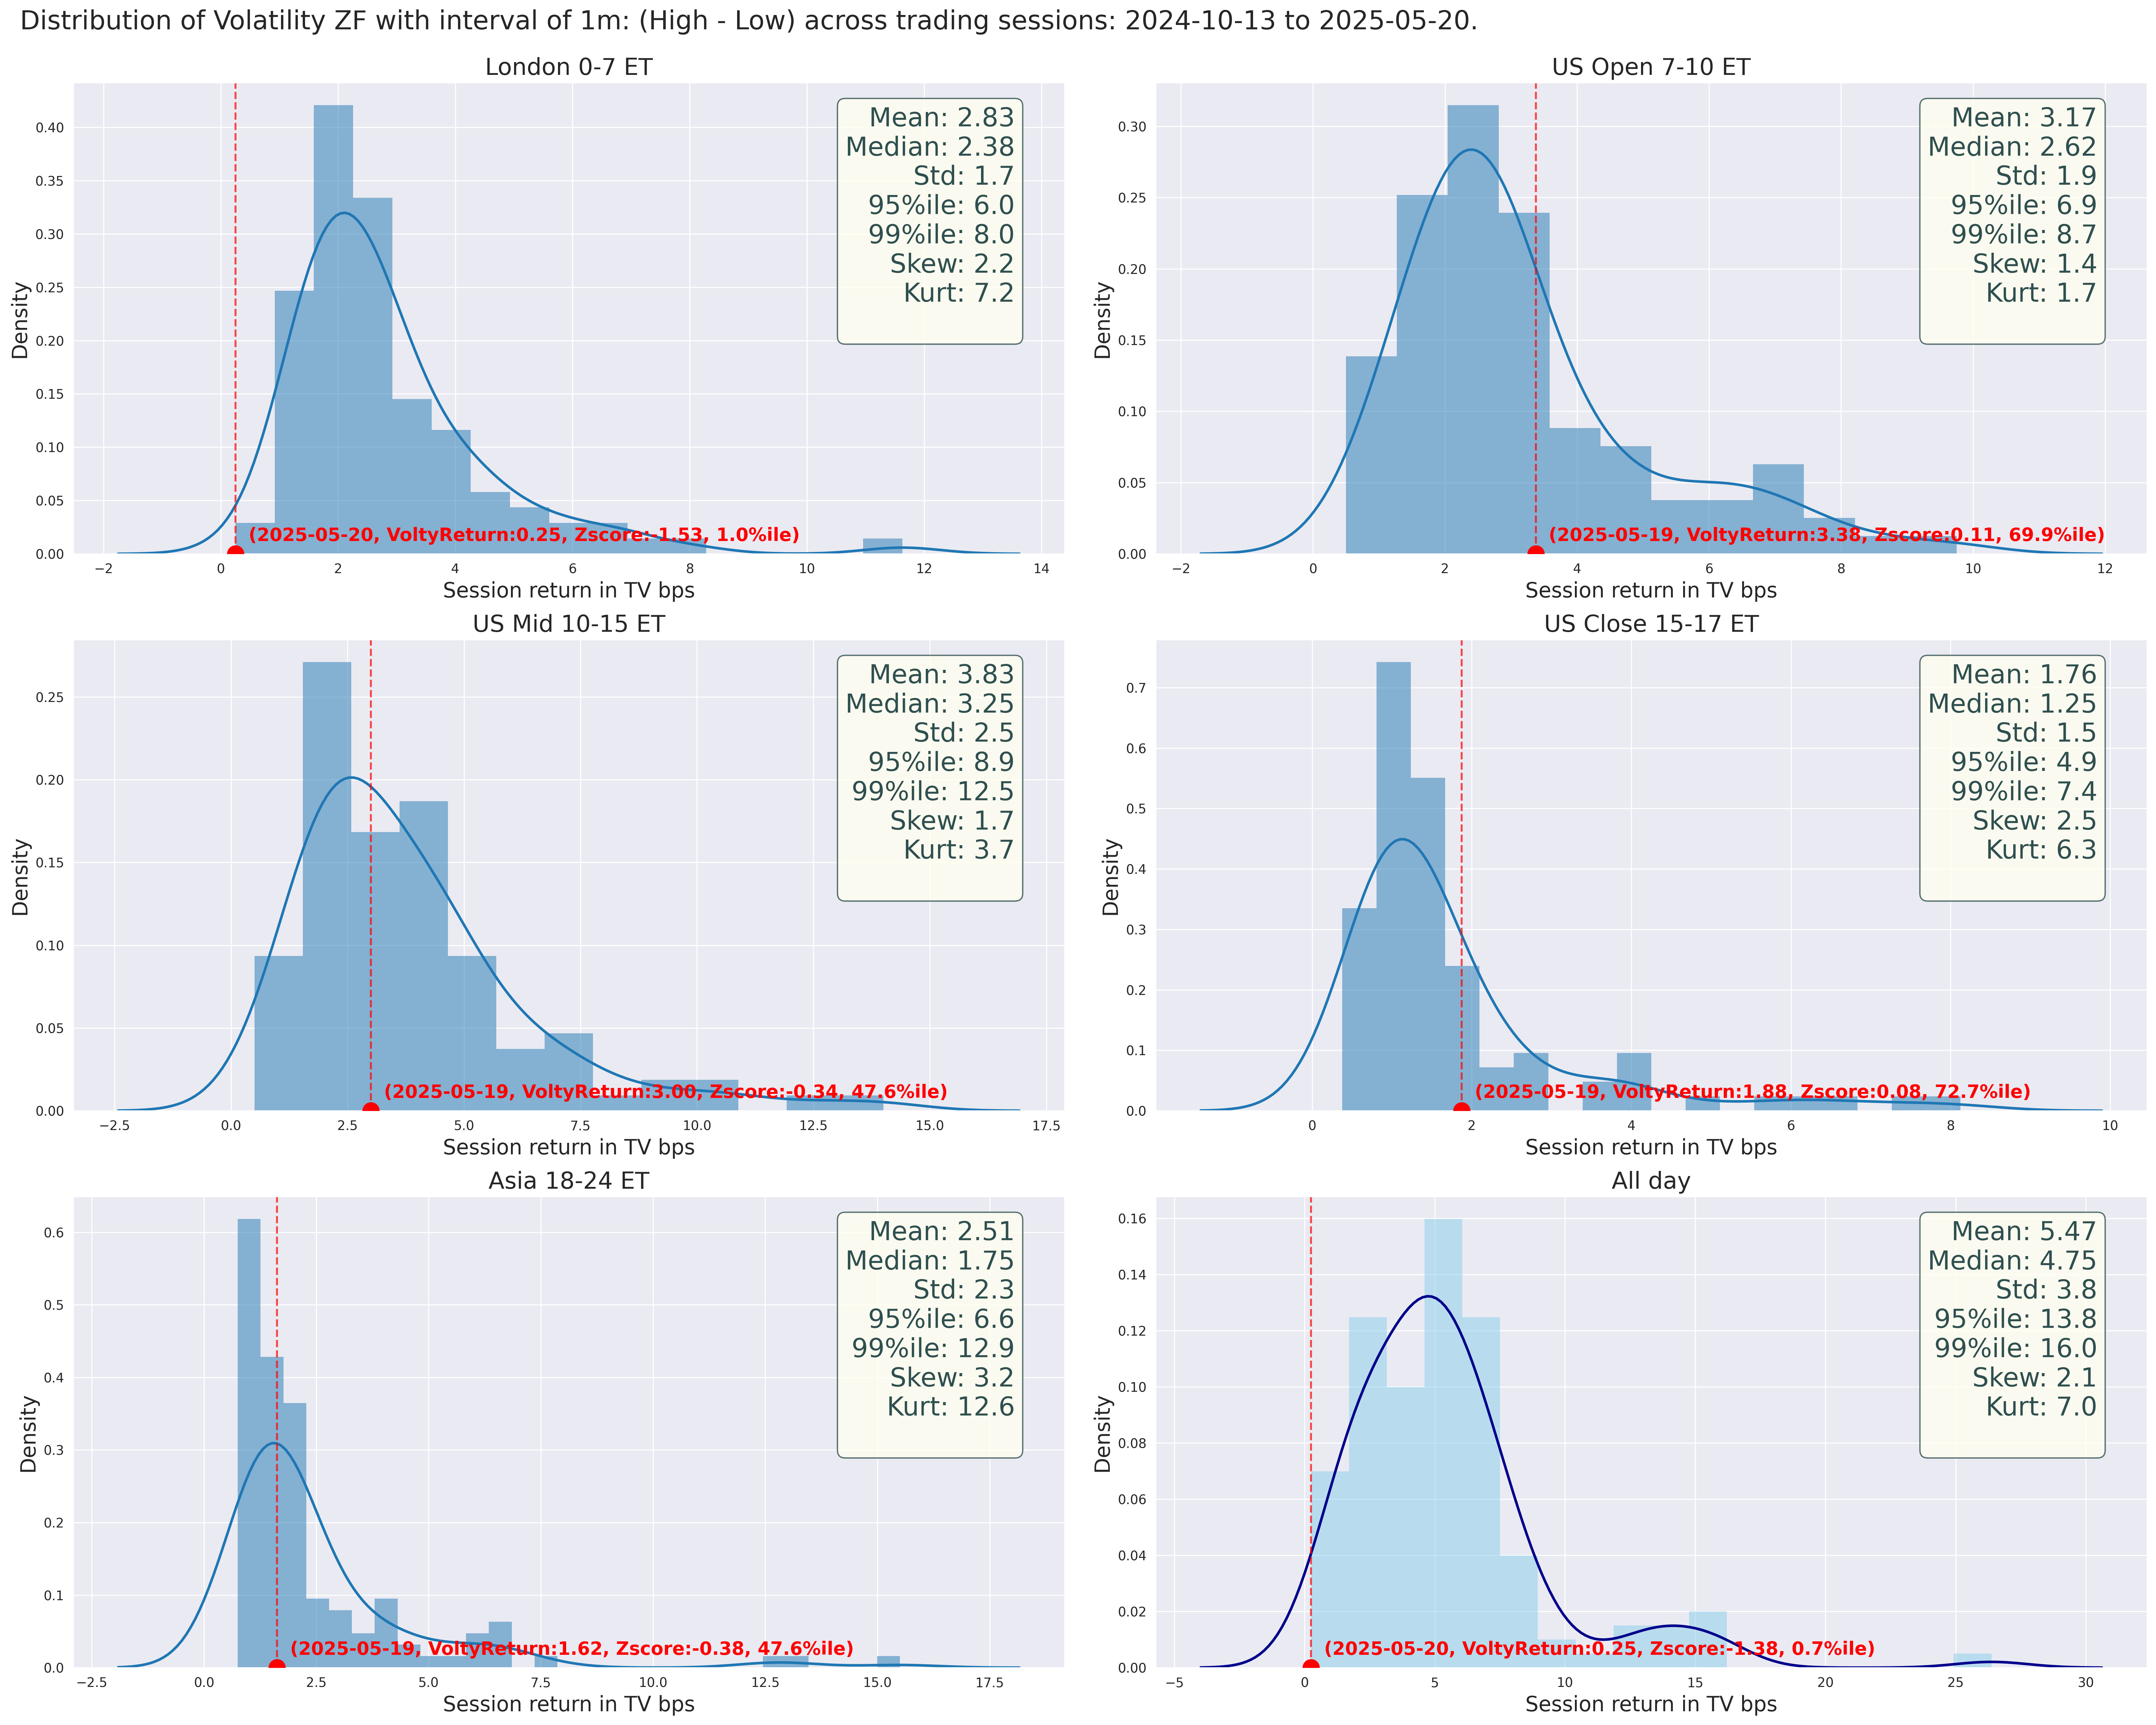 Distribution of Volatility ZF with interval of 1m: (High - Low) across trading sessions: 2024-10-13 to 2025-05-20.
London 0-7 ET
Density
0.40
0.35
0.30
0.25
0.20
0.15
0.10
0.05
0.00
Mean: 2.83
Median: 2.38
Std: 1.7
95%ile: 6.0
99%ile: 8.0
Skew: 2.2
Kurt: 7.2
(2025-05-20, VoltyReturn:0.25, Zscore:-1.53, 1.0%ile)
−2 0 2 4 6 8 10 12 14
Session return in TV bps
US Open 7-10 ET
Density
0.30
0.25
0.20
0.15
0.10
0.05
0.00
Mean: 3.17
Median: 2.62
Std: 1.9
95%ile: 6.9
99%ile: 8.7
Skew: 1.4
Kurt: 1.7
(2025-05-19, VoltyReturn:3.38, Zscore:0.11, 69.9%ile)
−2 0 2 4 6 8 10 12
Session return in TV bps
US Mid 10-15 ET
Density
0.25
0.20
0.15
0.10
0.05
0.00
Mean: 3.83
Median: 3.25
Std: 2.5
95%ile: 8.9
99%ile: 12.5
Skew: 1.7
Kurt: 3.7
(2025-05-19, VoltyReturn:3.00, Zscore:-0.34, 47.6%ile)
−2.5 0.0 2.5 5.0 7.5 10.0 12.5 15.0 17.5
Session return in TV bps
US Close 15-17 ET
Density
0.7
0.6
0.5
0.4
0.3
0.2
0.1
0.0
Mean: 1.76
Median: 1.25
Std: 1.5
95%ile: 4.9
99%ile: 7.4
Skew: 2.5
Kurt: 6.3
(2025-05-19, VoltyReturn:1.88, Zscore:0.08, 72.7%ile)
0 2 4 6 8 10
Session return in TV bps
Asia 18-24 ET
Density
0.6
0.5
0.4
0.3
0.2
0.1
0.0
Mean: 2.51
Median: 1.75
Std: 2.3
95%ile: 6.6
99%ile: 12.9
Skew: 3.2
Kurt: 12.6
(2025-05-19, VoltyReturn:1.62, Zscore:-0.38, 47.6%ile)
−2.5 0.0 2.5 5.0 7.5 10.0 12.5 15.0 17.5
Session return in TV bps
All day
Density
0.16
0.14
0.12
0.10
0.08
0.06
0.04
0.02
0.00
Mean: 5.47
Median: 4.75
Std: 3.8
95%ile: 13.8
99%ile: 16.0
Skew: 2.1
Kurt: 7.0
(2025-05-20, VoltyReturn:0.25, Zscore:-1.38, 0.7%ile)
−5 0 5 10 15 20 25 30
Session return in TV bps